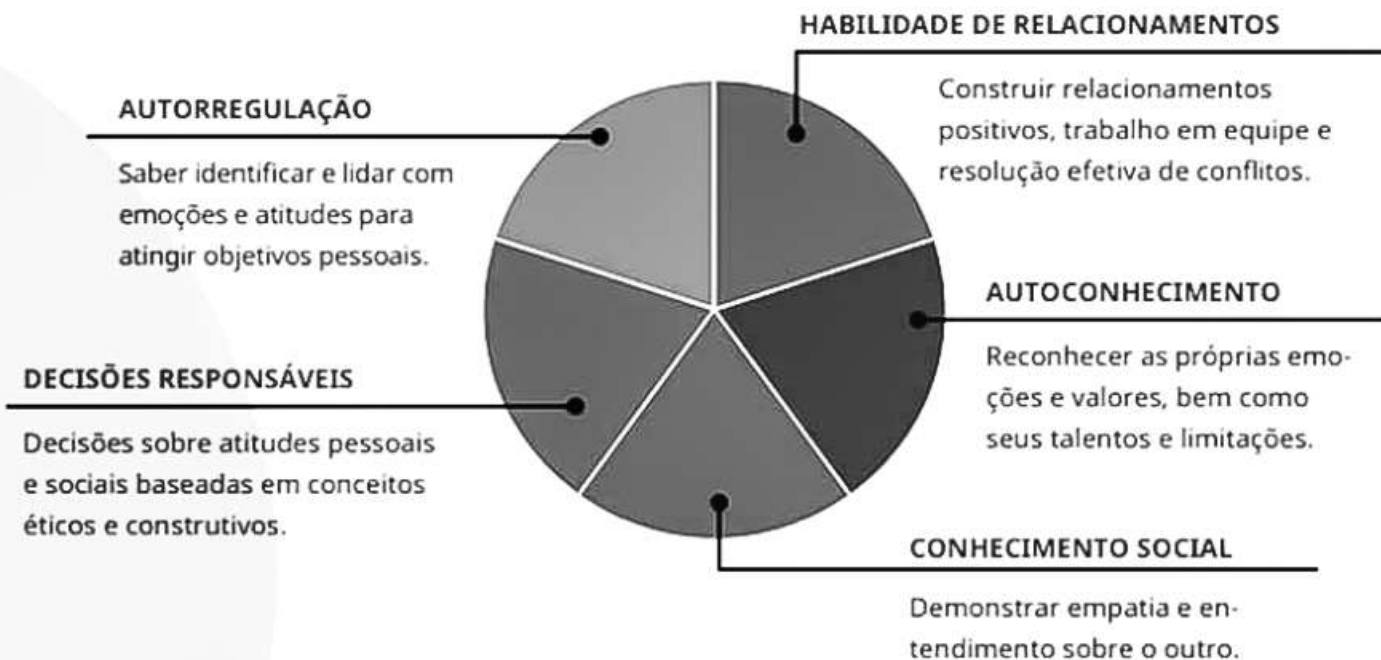 HABILIDADE DE RELACIONAMENTOS
Construir relacionamentos
positivos, trabalho em equipe e
resolução efetiva de conflitos.
AUTORREGULAÇÃO
Saber identificar e lidar com
emoções e atitudes para
atingir objetivos pessoais.
AUTOCONHECIMENTO
Reconhecer as próprias emo-
ções e valores, bem como
seus talentos e limitações.
DECISÕES RESPONSÁVEIS
Decisões sobre atitudes pessoais
e sociais baseadas em conceitos
éticos e construtivos.
CONHECIMENTO SOCIAL
Demonstrar empatia e en-
tendimento sobre o outro.